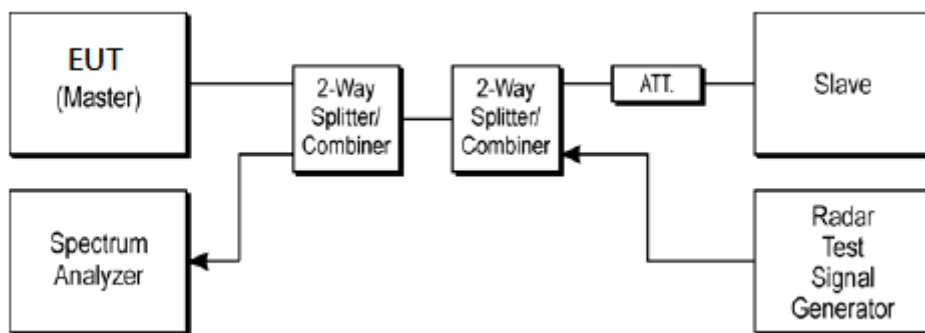 EUT
(Master)
2-Way
Splitter/
Combiner
2-Way
Splitter/
Combiner
ATT.
Slave
Spectrum
Analyzer
Radar
Test
Signal
Generator